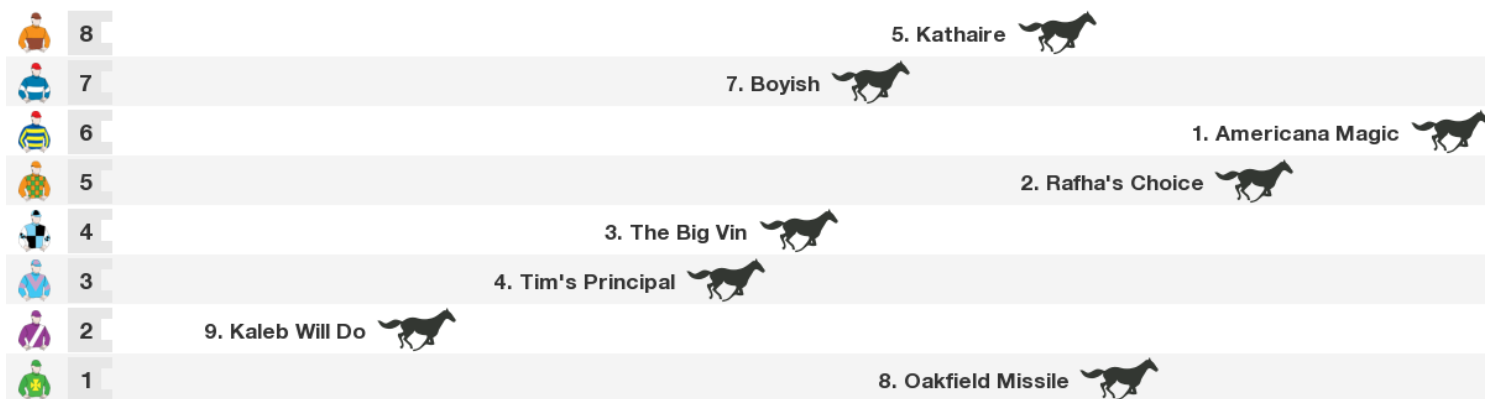 8 5. Kathaire
7 7. Boyish
6 1. Americana Magic
5 2. Rafha's Choice
4 3. The Big Vin
3 4. Tim's Principal
2 9. Kaleb Will Do
1 8. Oakfield Missile